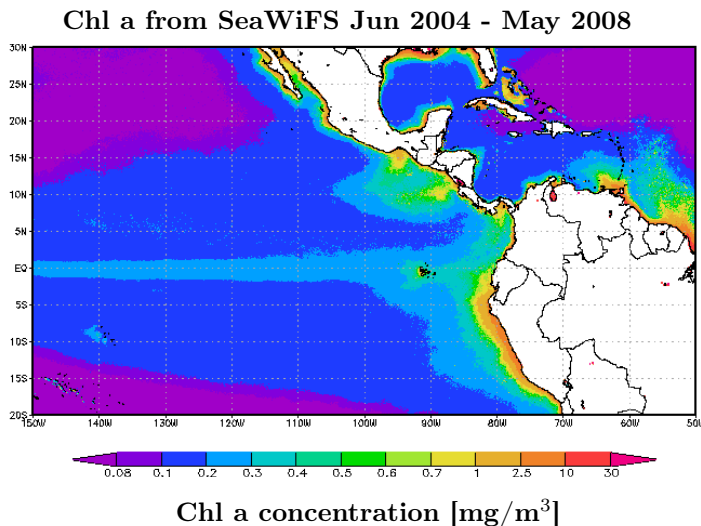 Chl a from SeaWiFS Jun 2004 - May 2008
30N
25N
20N
15N
10N
5N
EQ
5S
10S
15S
20S
150W 140W 130W 120W 110W 100W 90W 80W 70W 60W 50W
0.08 0.1 0.2 0.3 0.4 0.5 0.6 0.7 1 2.5 10 30
Chl a concentration [mg/m³]